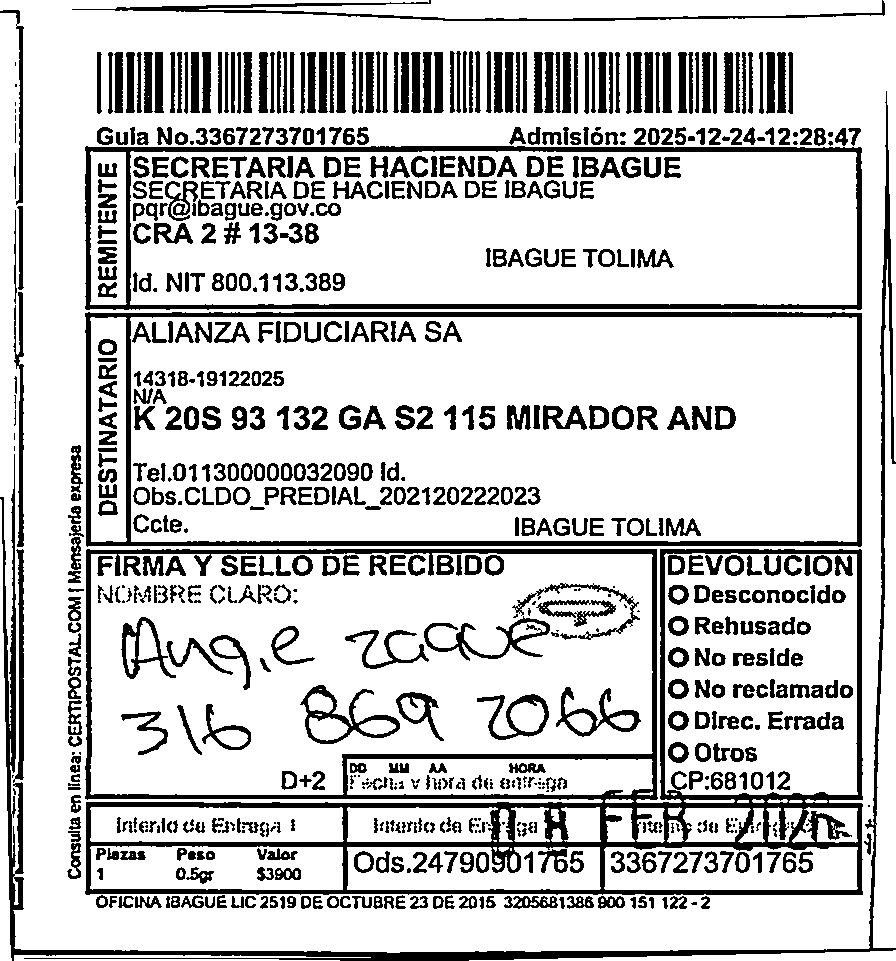 Guia No.3367273701765 Admisión: 2025-12-24-12:28:47
REMITENTE
SECRETARIA DE HACIENDA DE IBAGUE
SECRETARIA DE HACIENDA DE IBAGUE
pqr@ibague.gov.co
CRA 2 # 13-38
IBAGUE TOLIMA
Id. NIT 800.113.389
DESTINATARIO
ALIANZA FIDUCIARIA SA
14318-19122025
N/A
K 20S 93 132 GA S2 115 MIRADOR AND
Tel.011300000032090 Id.
Obs.CLDO_PREDIAL_202120222023
Ccte. IBAGUE TOLIMA
Consulta en linea: CERTIPOSTAL.COM | Mensajeria expresa
FIRMA Y SELLO DE RECIBIDO
NOMBRE CLARO:
Angie zaque
316 869 2066
D+2
DD MM AA HORA
Fecha y hora de entrega
DEVOLUCION
Desconocido
Rehusado
No reside
No reclamado
Direc. Errada
Otros
CP:681012
Intento de Entrega 1 Intento de Entrega Intento de Entrega
FEB
Piezas Peso Valor
1 0.5gr $3900
Ods.24790901765 3367273701765
OFICINA IBAGUE LIC 2519 DE OCTUBRE 23 DE 2015 3205681386 900 151 122 - 2